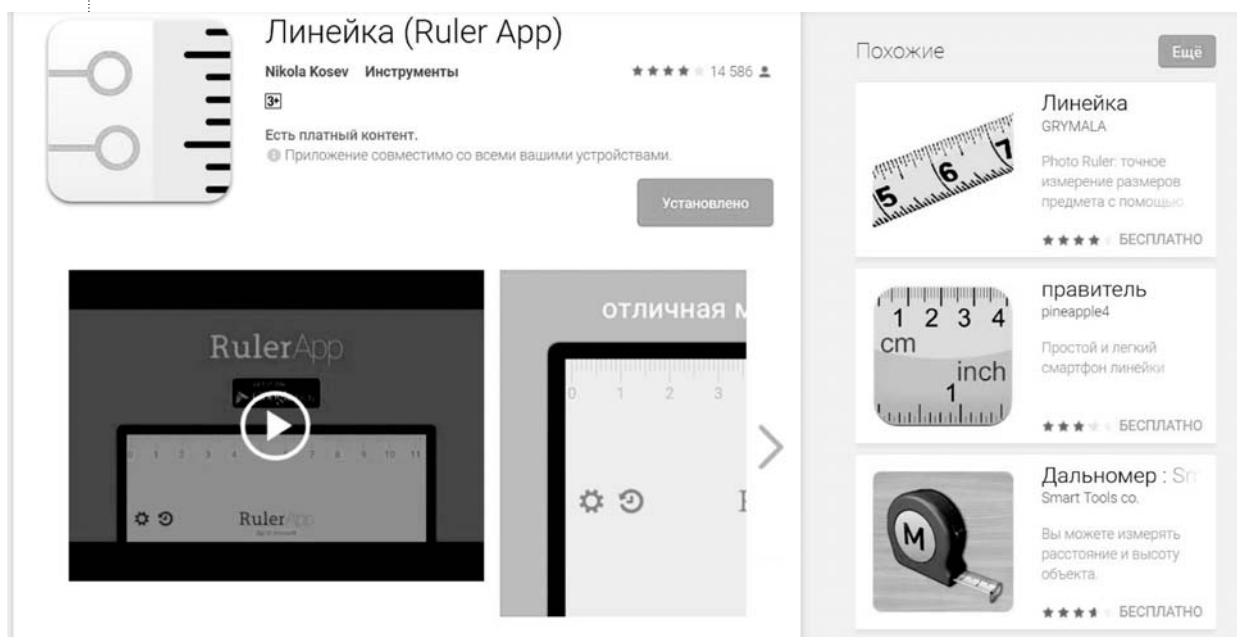 Линейка (Ruler App)
Nikola Kosev Инструменты
14 586
3+
Есть платный контент.
Приложение совместимо со всеми вашими устройствами.
Установлено
RulerApp
0 1 2 3 4 7 8 9 10 11
RulerApp
отличная м
0 1 2 3
Похожие
Ещё
5 6 7
Линейка
GRYMALA
Photo Ruler: точное
измерение размеров
предмета с помощью
БЕСПЛАТНО
1 2 3 4
cm
inch
1
правитель
pineapple4
Простой и легкий
смартфон линейки
БЕСПЛАТНО
M
Дальномер : Sm
Smart Tools co.
Вы можете измерять
расстояние и высоту
объекта.
БЕСПЛАТНО